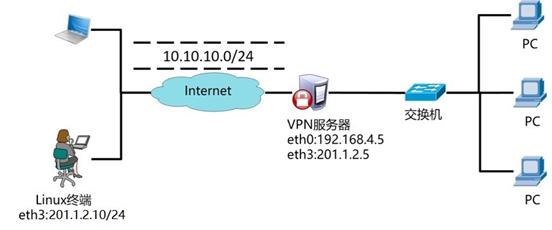 10.10.10.0/24
Internet
PC
VPN服务器
eth0:192.168.4.5
eth3:201.1.2.5
交换机
PC
Linux终端
eth3:201.1.2.10/24
PC